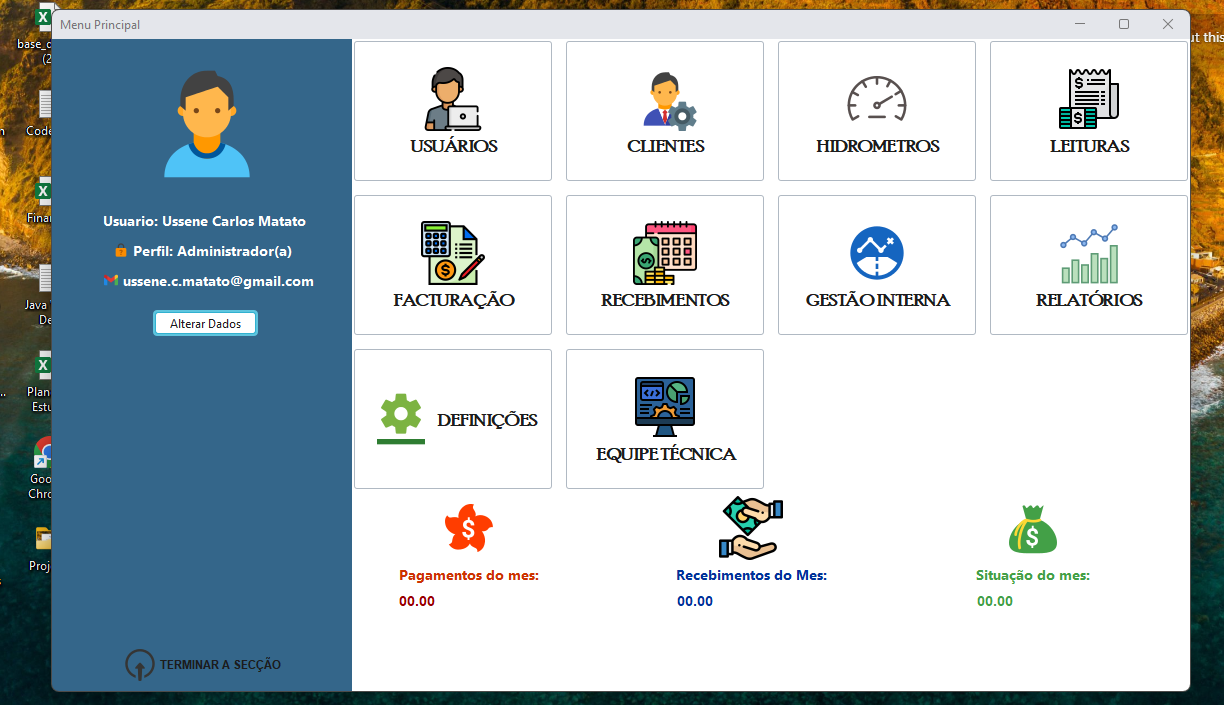 Menu Principal
base_d
(2
ut this
Code
Finan
Java
De
Plan
Estu
Goo
Chro
Proj
Usuario: Ussene Carlos Matato
Perfil: Administrador(a)
ussene.c.matato@gmail.com
Alterar Dados
TERMINAR A SECÇÃO
USUÁRIOS
CLIENTES
HIDROMETROS
LEITURAS
FACTURAÇÃO
RECEBIMENTOS
GESTÃO INTERNA
RELATÓRIOS
DEFINIÇÕES
EQUIPE TÉCNICA
Pagamentos do mes:
00.00
Recebimentos do Mes:
00.00
Situação do mes:
00.00